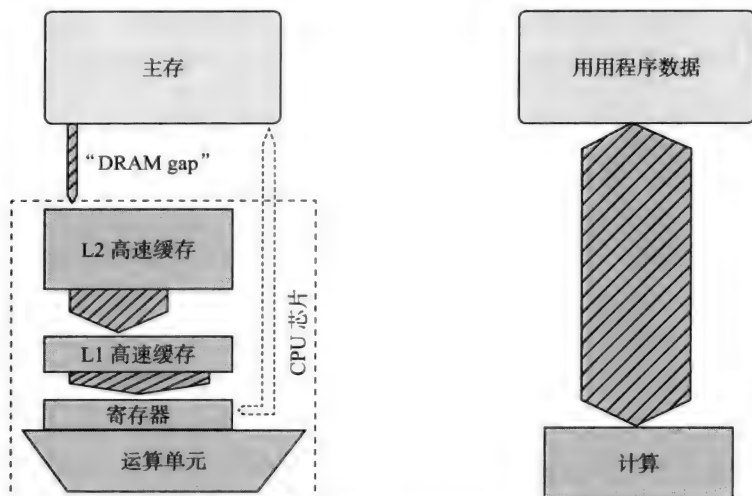 主存
“DRAM gap”
L2 高速缓存
L1 高速缓存
寄存器
运算单元
CPU 芯片
用用程序数据
计算